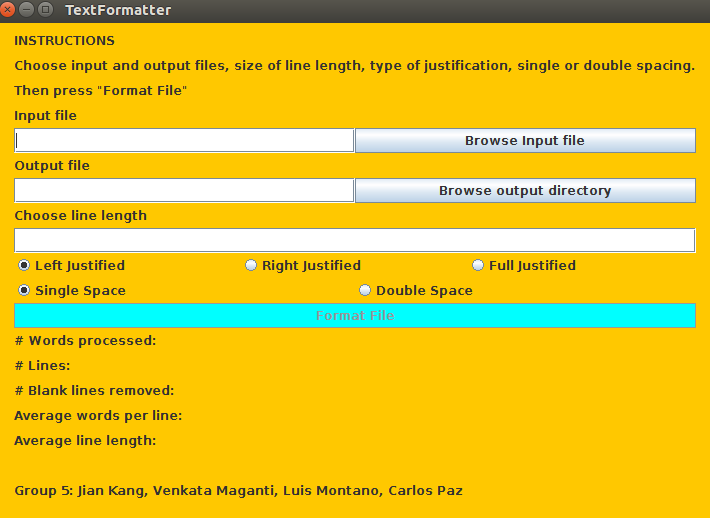 TextFormatter
INSTRUCTIONS
Choose input and output files, size of line length, type of justification, single or double spacing.
Then press "Format File"
Input file
Browse Input file
Output file
Browse output directory
Choose line length
Left Justified Right Justified Full Justified
Single Space Double Space
Format File
# Words processed:
# Lines:
# Blank lines removed:
Average words per line:
Average line length:
Group 5: Jian Kang, Venkata Maganti, Luis Montano, Carlos Paz